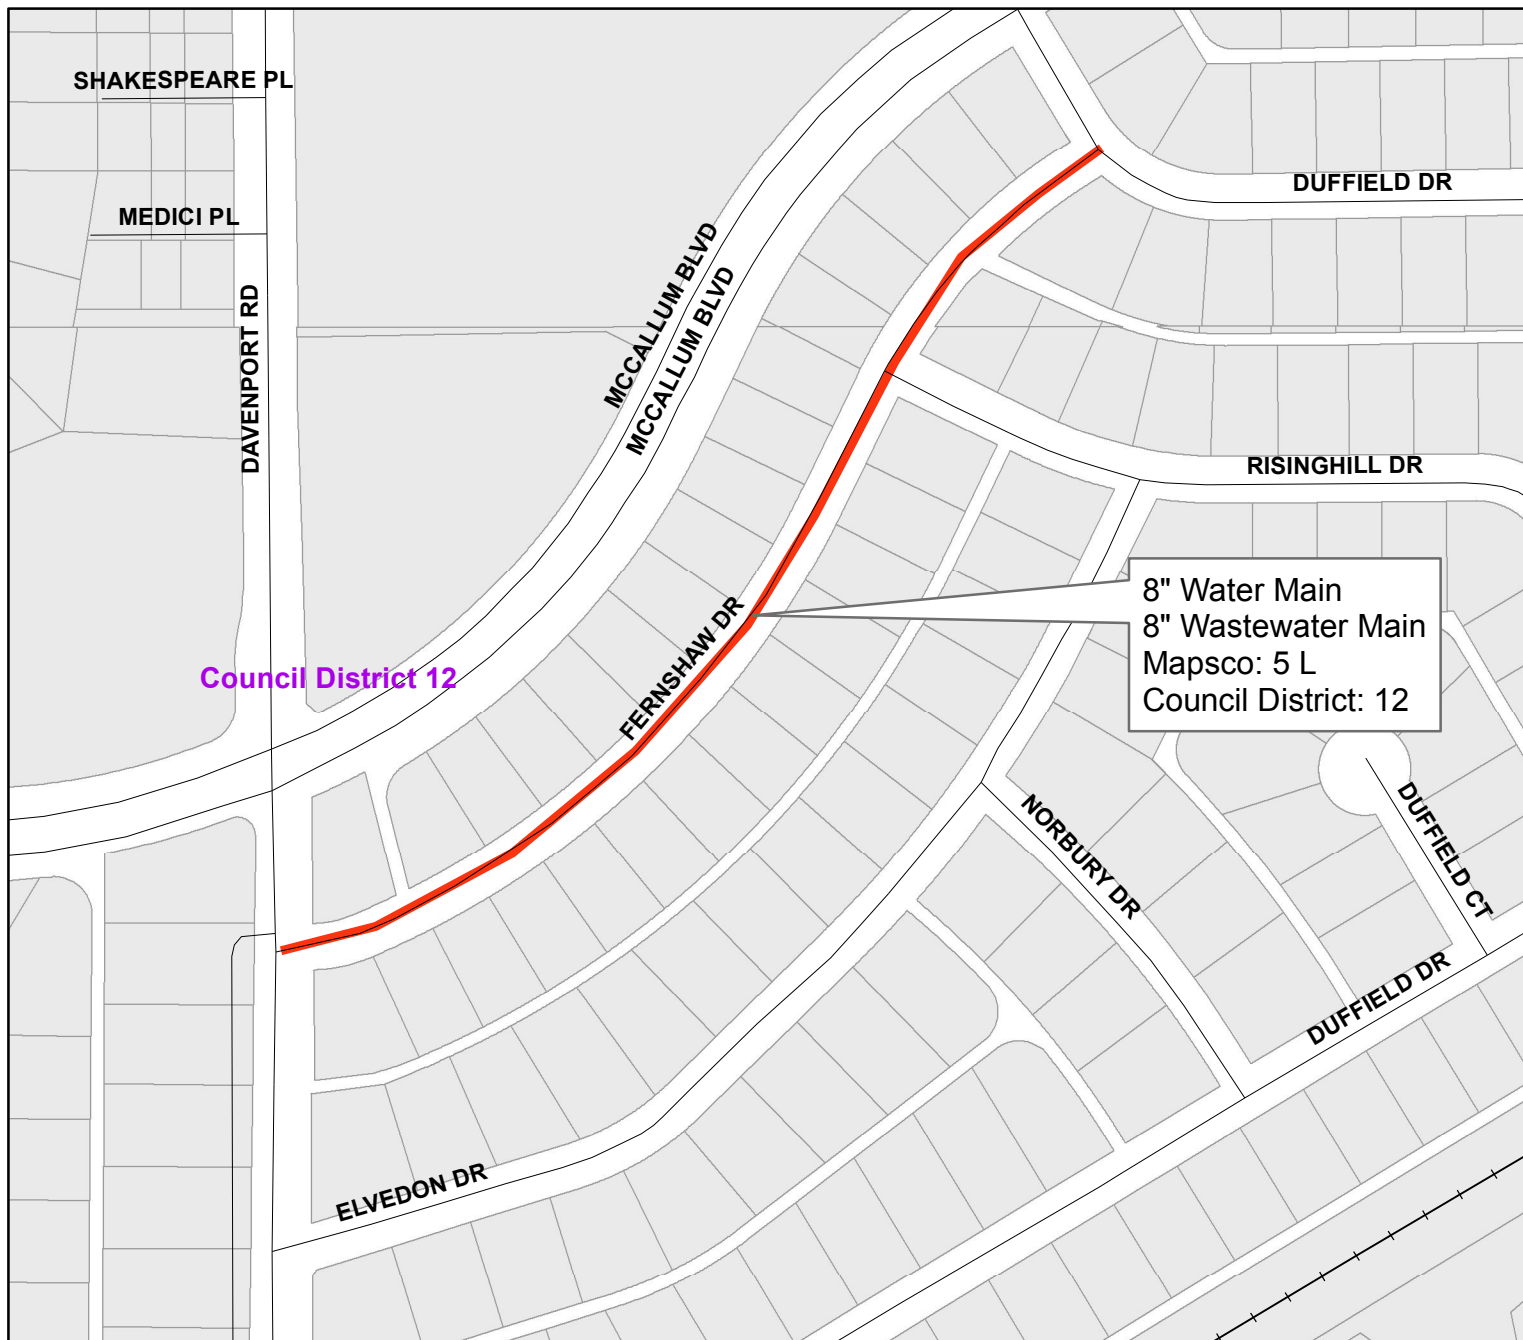 SHAKESPEARE PL
MEDICI PL
DAVENPORT RD
MCCALLUM BLVD
MCCALLUM BLVD
DUFFIELD DR
RISINGHILL DR
FERNSHAW DR
8" Water Main
8" Wastewater Main
Mapsco: 5 L
Council District: 12
Council District 12
NORBURY DR
DUFFIELD CT
DUFFIELD DR
ELVEDON DR